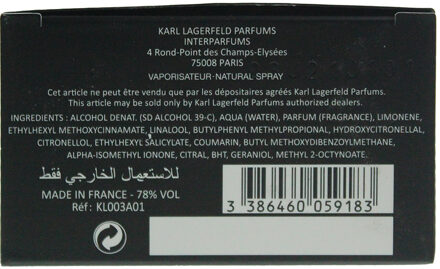 KARL LAGERFELD PARFUMS
INTERPARFUMS
4 Rond-Point des Champs-Elysées
75008 PARIS
VAPORISATEUR·NATURAL SPRAY
Cet article ne peut être vendu que par les dépositaires agréés Karl Lagerfeld Parfums.
This article may be sold only by Karl Lagerfeld Parfums authorized dealers.
INGREDIENTS : ALCOHOL DENAT. (SD ALCOHOL 39-C), AQUA (WATER), PARFUM (FRAGRANCE), LIMONENE,
ETHYLHEXYL METHOXYCINNAMATE, LINALOOL, BUTYLPHENYL METHYLPROPIONAL, HYDROXYCITRONELLAL,
CITRONELLOL, ETHYLHEXYL SALICYLATE, COUMARIN, BUTYL METHOXYDIBENZOYLMETHANE,
ALPHA-ISOMETHYL IONONE, CITRAL, BHT, GERANIOL, METHYL 2-OCTYNOATE.
للاستعمال الخارجي فقط
MADE IN FRANCE - 78% VOL
Réf: KL003A01
3 386460 059183